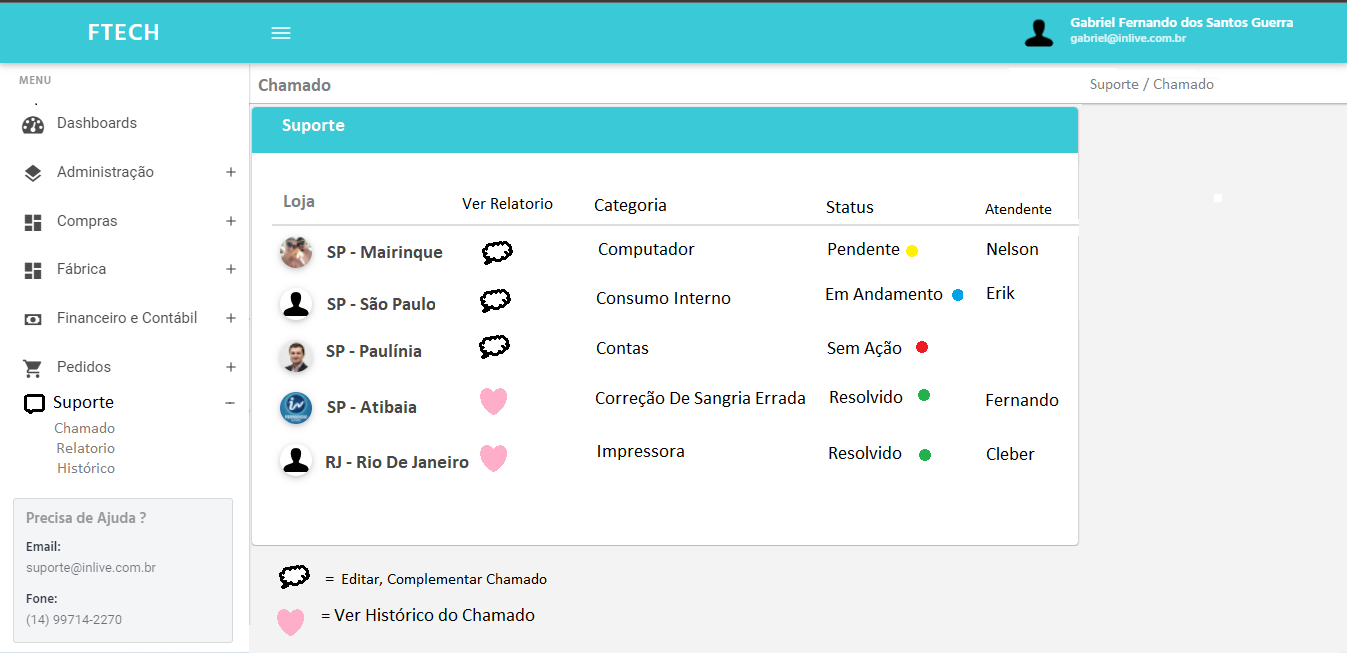 FTECH
Gabriel Fernando dos Santos Guerra
gabriel@inlive.com.br
MENU
Dashboards
Administração +
Compras +
Fábrica +
Financeiro e Contábil +
Pedidos +
Suporte –
Chamado
Relatorio
Histórico
Precisa de Ajuda ?
Email:
suporte@inlive.com.br
Fone:
(14) 99714-2270
Chamado
Suporte / Chamado
Suporte
Loja Ver Relatorio Categoria Status Atendente
SP - Mairinque Computador Pendente Nelson
SP - São Paulo Consumo Interno Em Andamento Erik
SP - Paulínia Contas Sem Ação
SP - Atibaia Correção De Sangria Errada Resolvido Fernando
RJ - Rio De Janeiro Impressora Resolvido Cleber
= Editar, Complementar Chamado
= Ver Histórico do Chamado